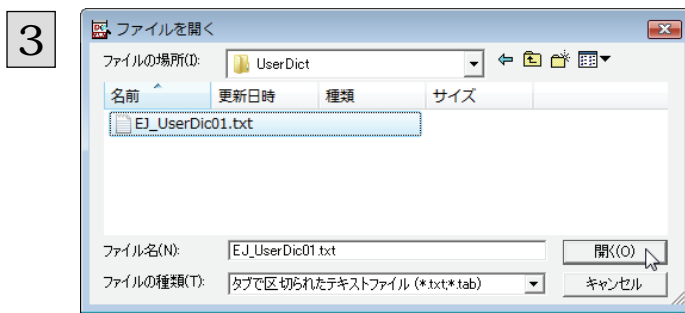 3
ファイルを開く
ファイルの場所(I):
UserDict
名前 更新日時 種類 サイズ
EJ_UserDic01.txt
ファイル名(N):
EJ_UserDic01.txt
開く(O)
ファイルの種類(T):
タブで区切られたテキストファイル (*.txt;*.tab)
キャンセル